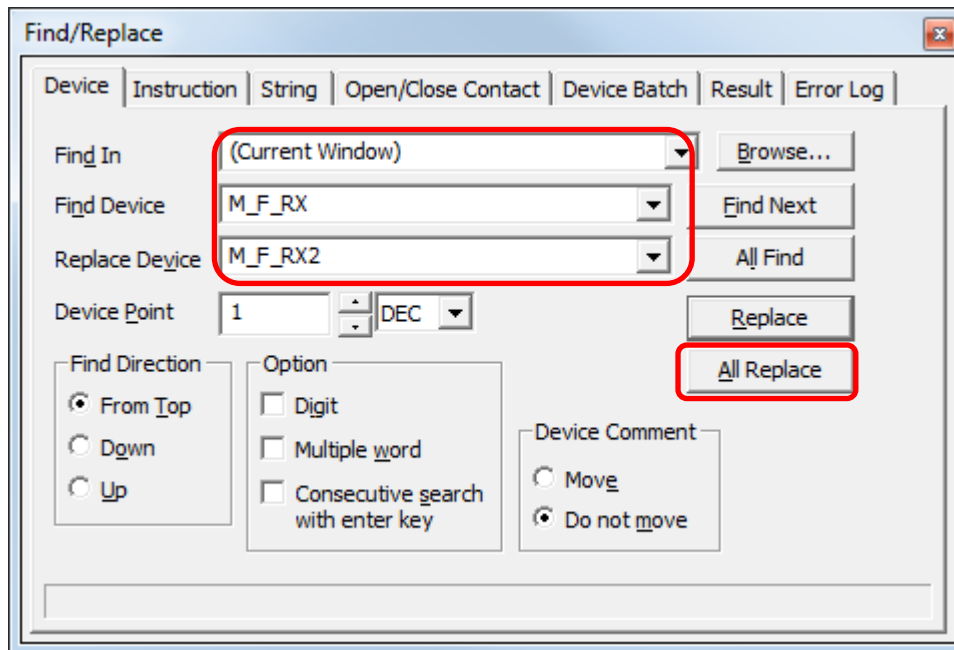 Find/Replace
Device Instruction String Open/Close Contact Device Batch Result Error Log
Find In (Current Window) Browse...
Find Device M_F_RX Find Next
Replace Device M_F_RX2 All Find
Device Point 1 DEC Replace
All Replace
Find Direction
From Top
Down
Up
Option
Digit
Multiple word
Consecutive search
with enter key
Device Comment
Move
Do not move